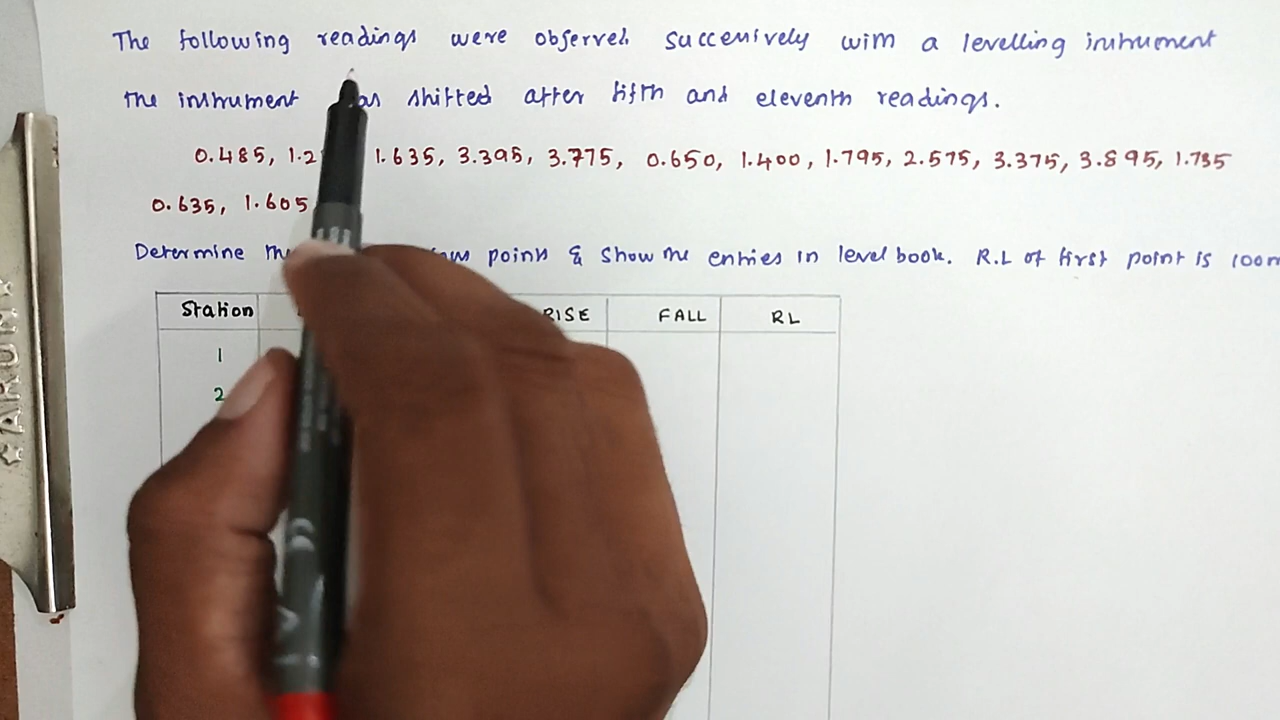 The following readings were observed successively with a levelling instrument
the instrument shifted after fifth and eleventh readings.
0.485, 1.635, 3.395, 3.775, 0.650, 1.400, 1.795, 2.575, 3.375, 3.895, 1.735
0.635, 1.605
Determine points & show the entries in level book. R.L of first point is 100m
Station RISE FALL RL
1
2